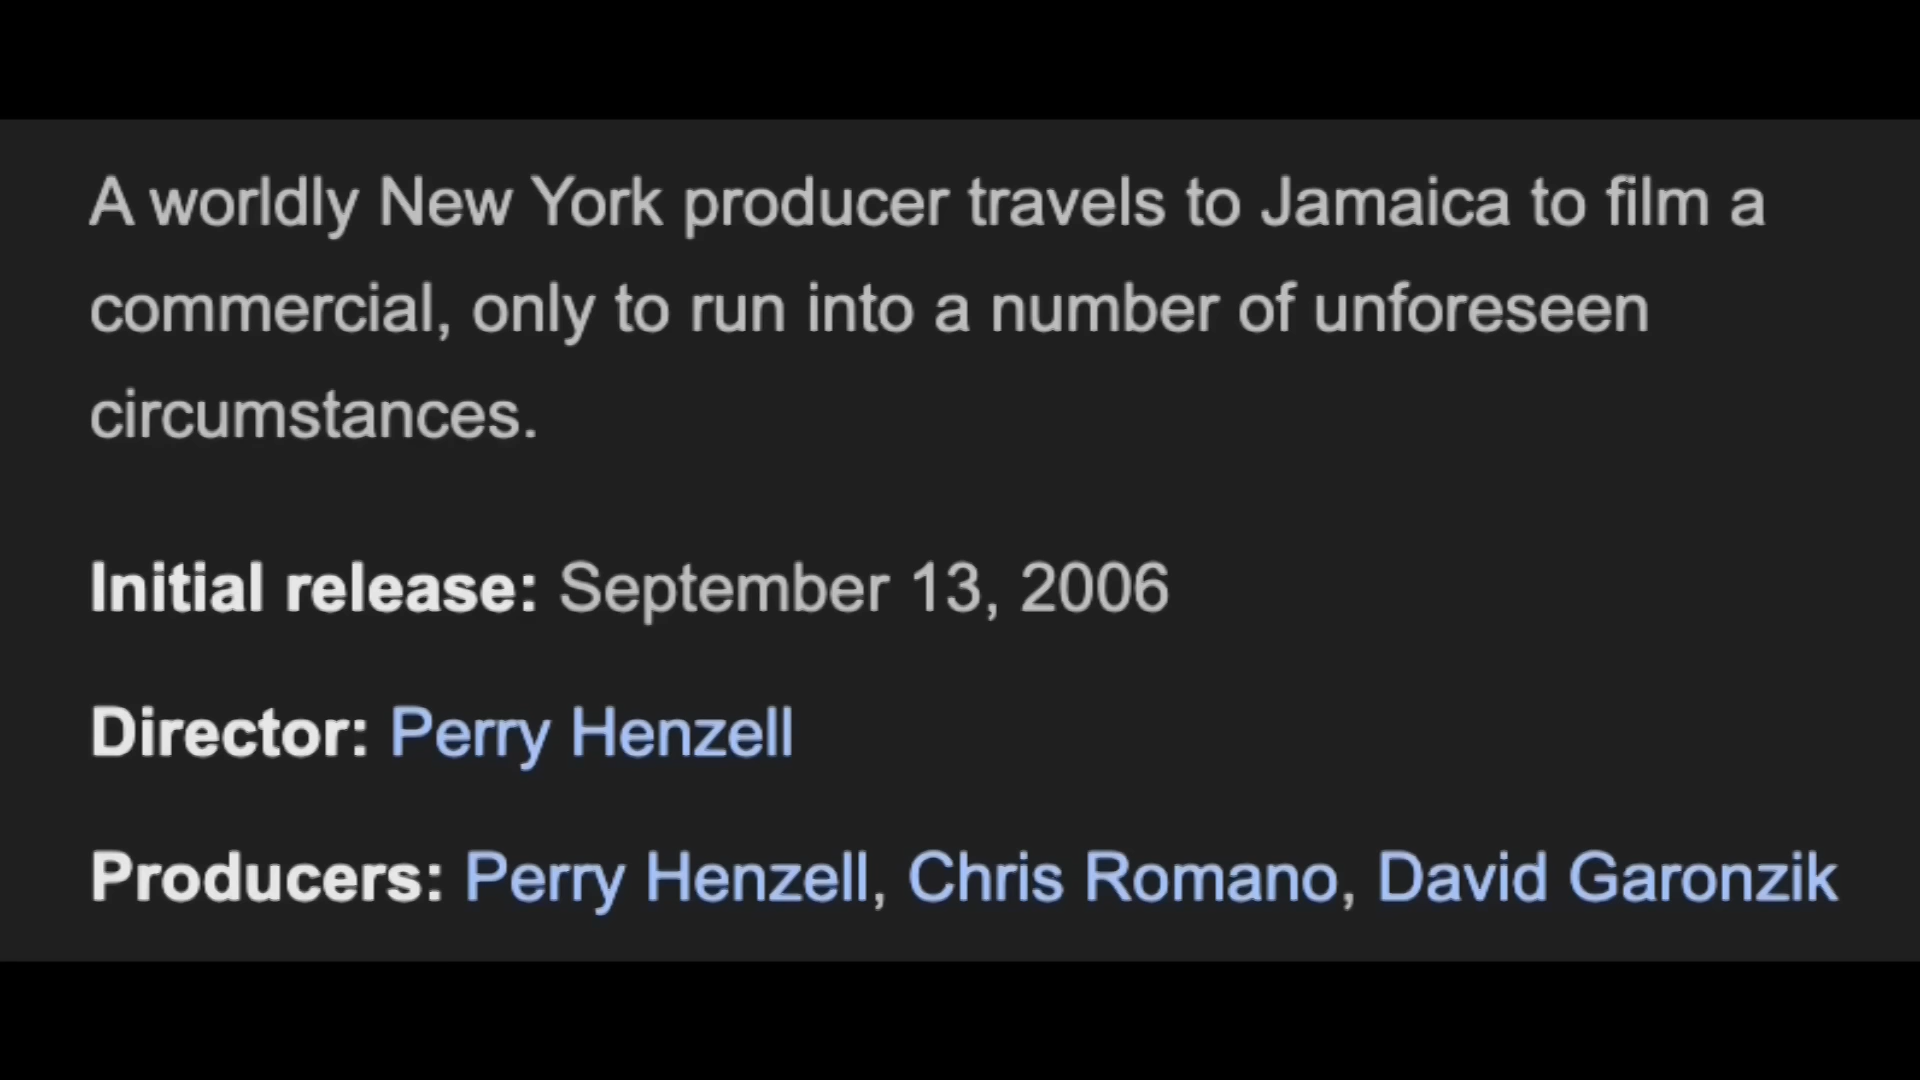 A worldly New York producer travels to Jamaica to film a
commercial, only to run into a number of unforeseen
circumstances.
Initial release: September 13, 2006
Director: Perry Henzell
Producers: Perry Henzell, Chris Romano, David Garonzik